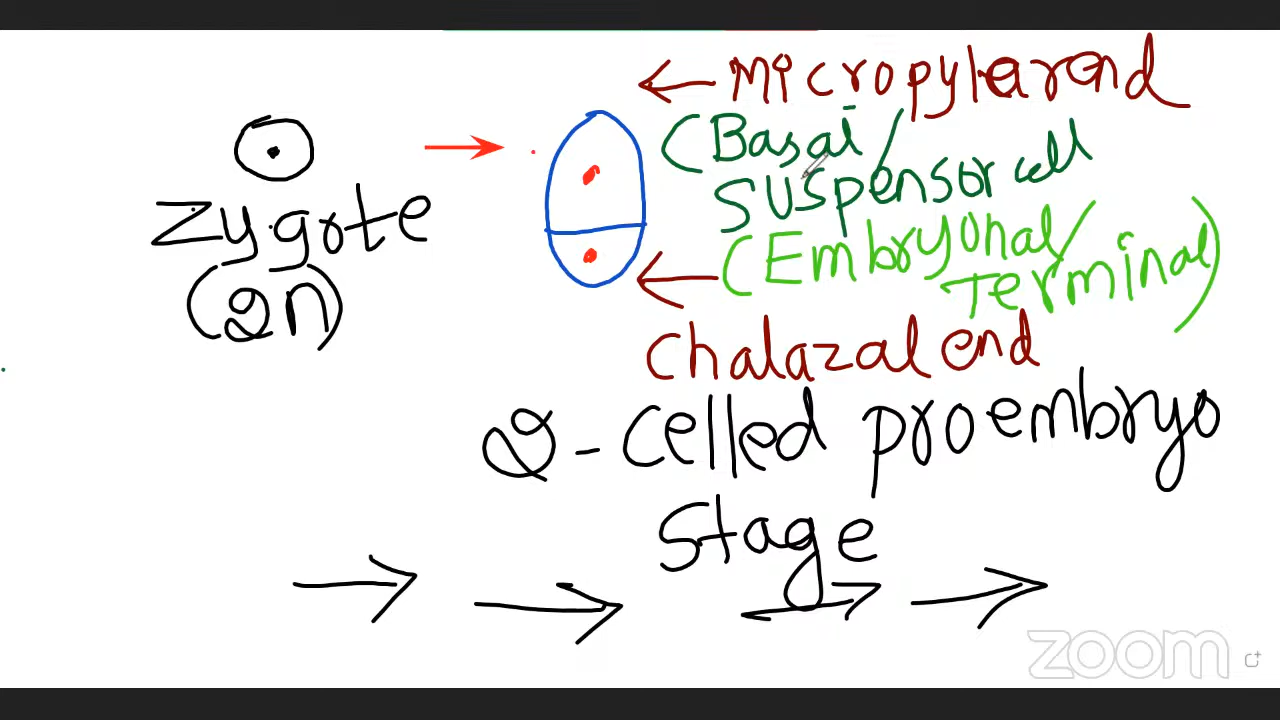 Micropylar end
(Basal/
Suspensor cell
Zygote
(2n)
(Embryonal/
Terminal)
Chalazal end
2-celled proembryo
stage
zoom